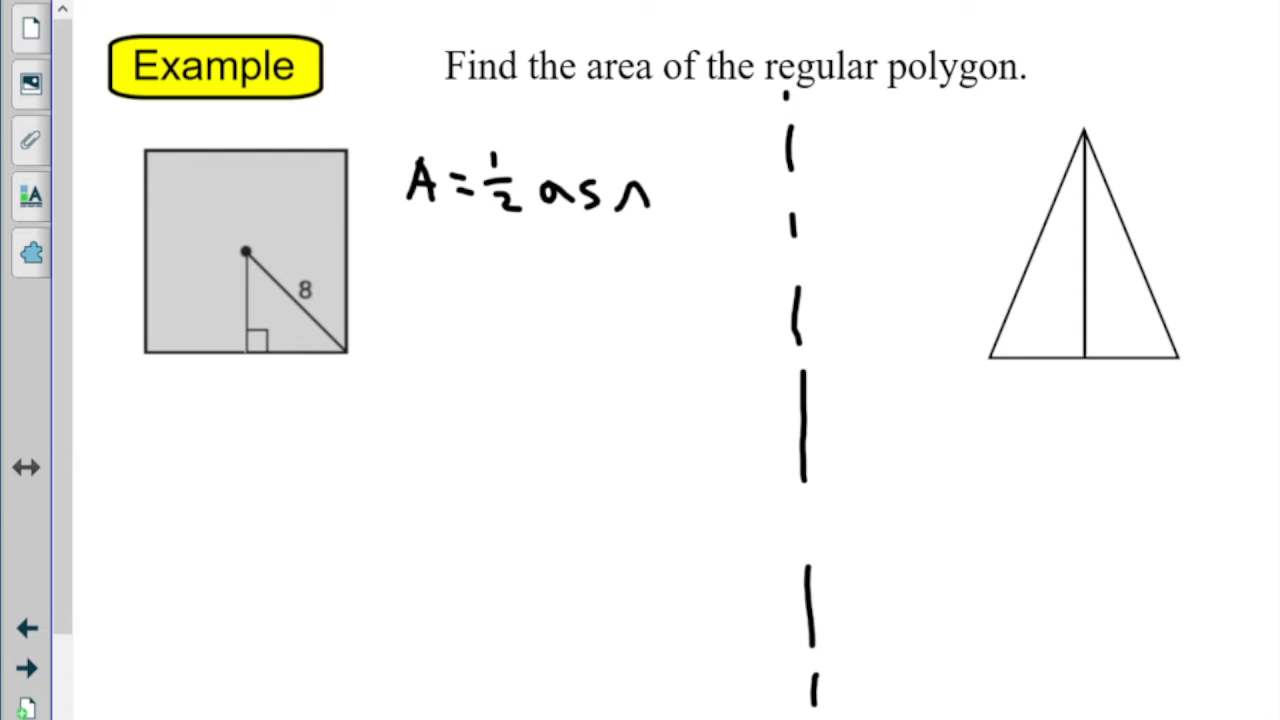 Example
Find the area of the regular polygon.
A = 1/2 a s n
8